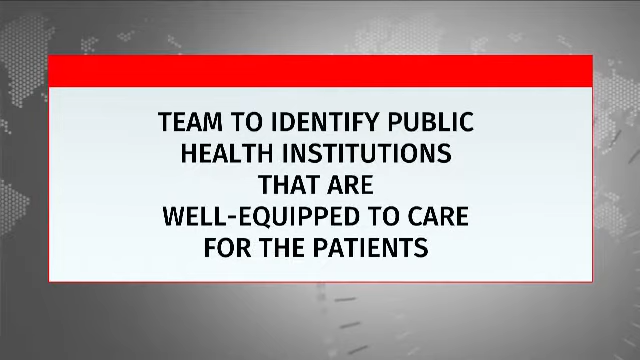 TEAM TO IDENTIFY PUBLIC
HEALTH INSTITUTIONS
THAT ARE
WELL-EQUIPPED TO CARE
FOR THE PATIENTS